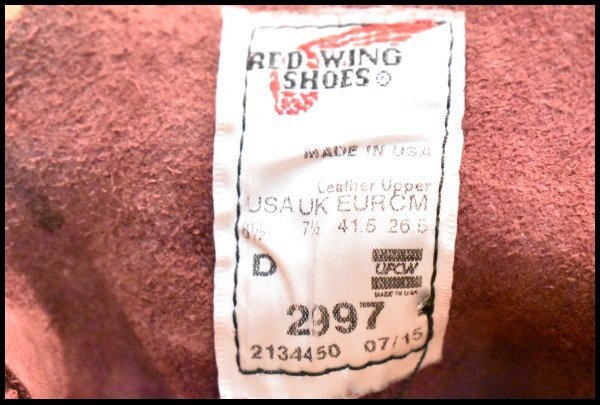 RED WING
SHOES
MADE IN USA
Leather Upper
USA UK EUR CM
8½ 7½ 41.5 26.5
D
UFCW
MADE IN U.S.A.
2997
2134450 07/15